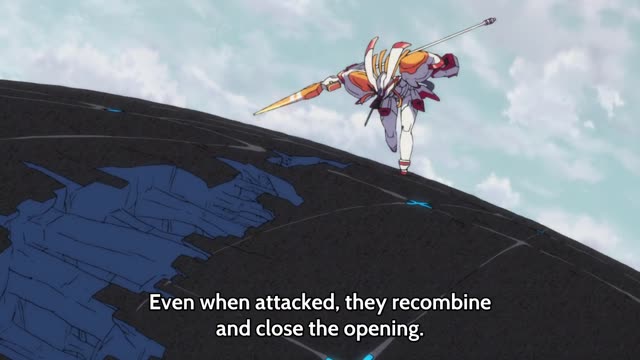 Even when attacked, they recombine
and close the opening.